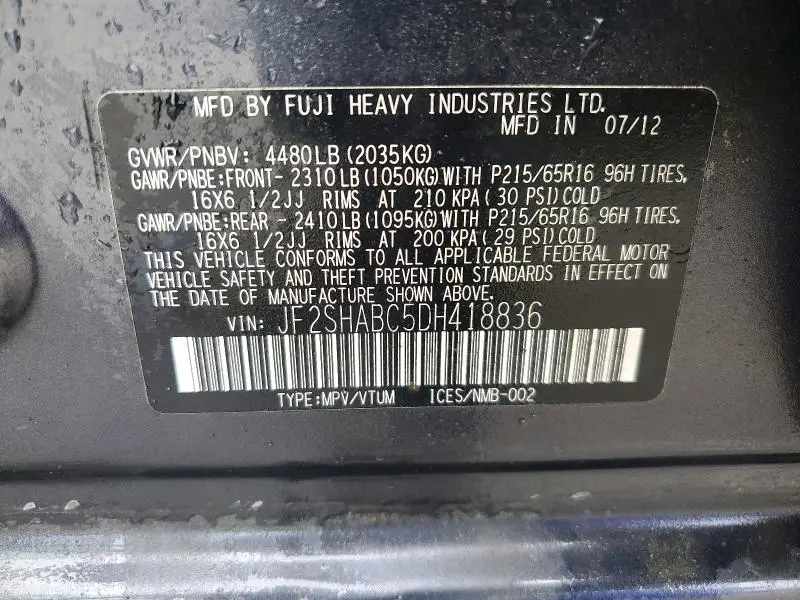 MFD BY FUJI HEAVY INDUSTRIES LTD.
MFD IN 07/12
GVWR/PNBV: 4480LB(2035KG)
GAWR/PNBE:FRONT- 2310LB(1050KG)WITH P215/65R16 96H TIRES,
16X6 1/2JJ RIMS AT 210 KPA(30 PSI)COLD
GAWR/PNBE:REAR - 2410LB(1095KG)WITH P215/65R16 96H TIRES,
16X6 1/2JJ RIMS AT 200 KPA(29 PSI)COLD
THIS VEHICLE CONFORMS TO ALL APPLICABLE FEDERAL MOTOR
VEHICLE SAFETY AND THEFT PREVENTION STANDARDS IN EFFECT ON
THE DATE OF MANUFACTURE SHOWN ABOVE.
VIN: JF2SHABC5DH418836
TYPE:MPV/VTUM ICES/NMB-002